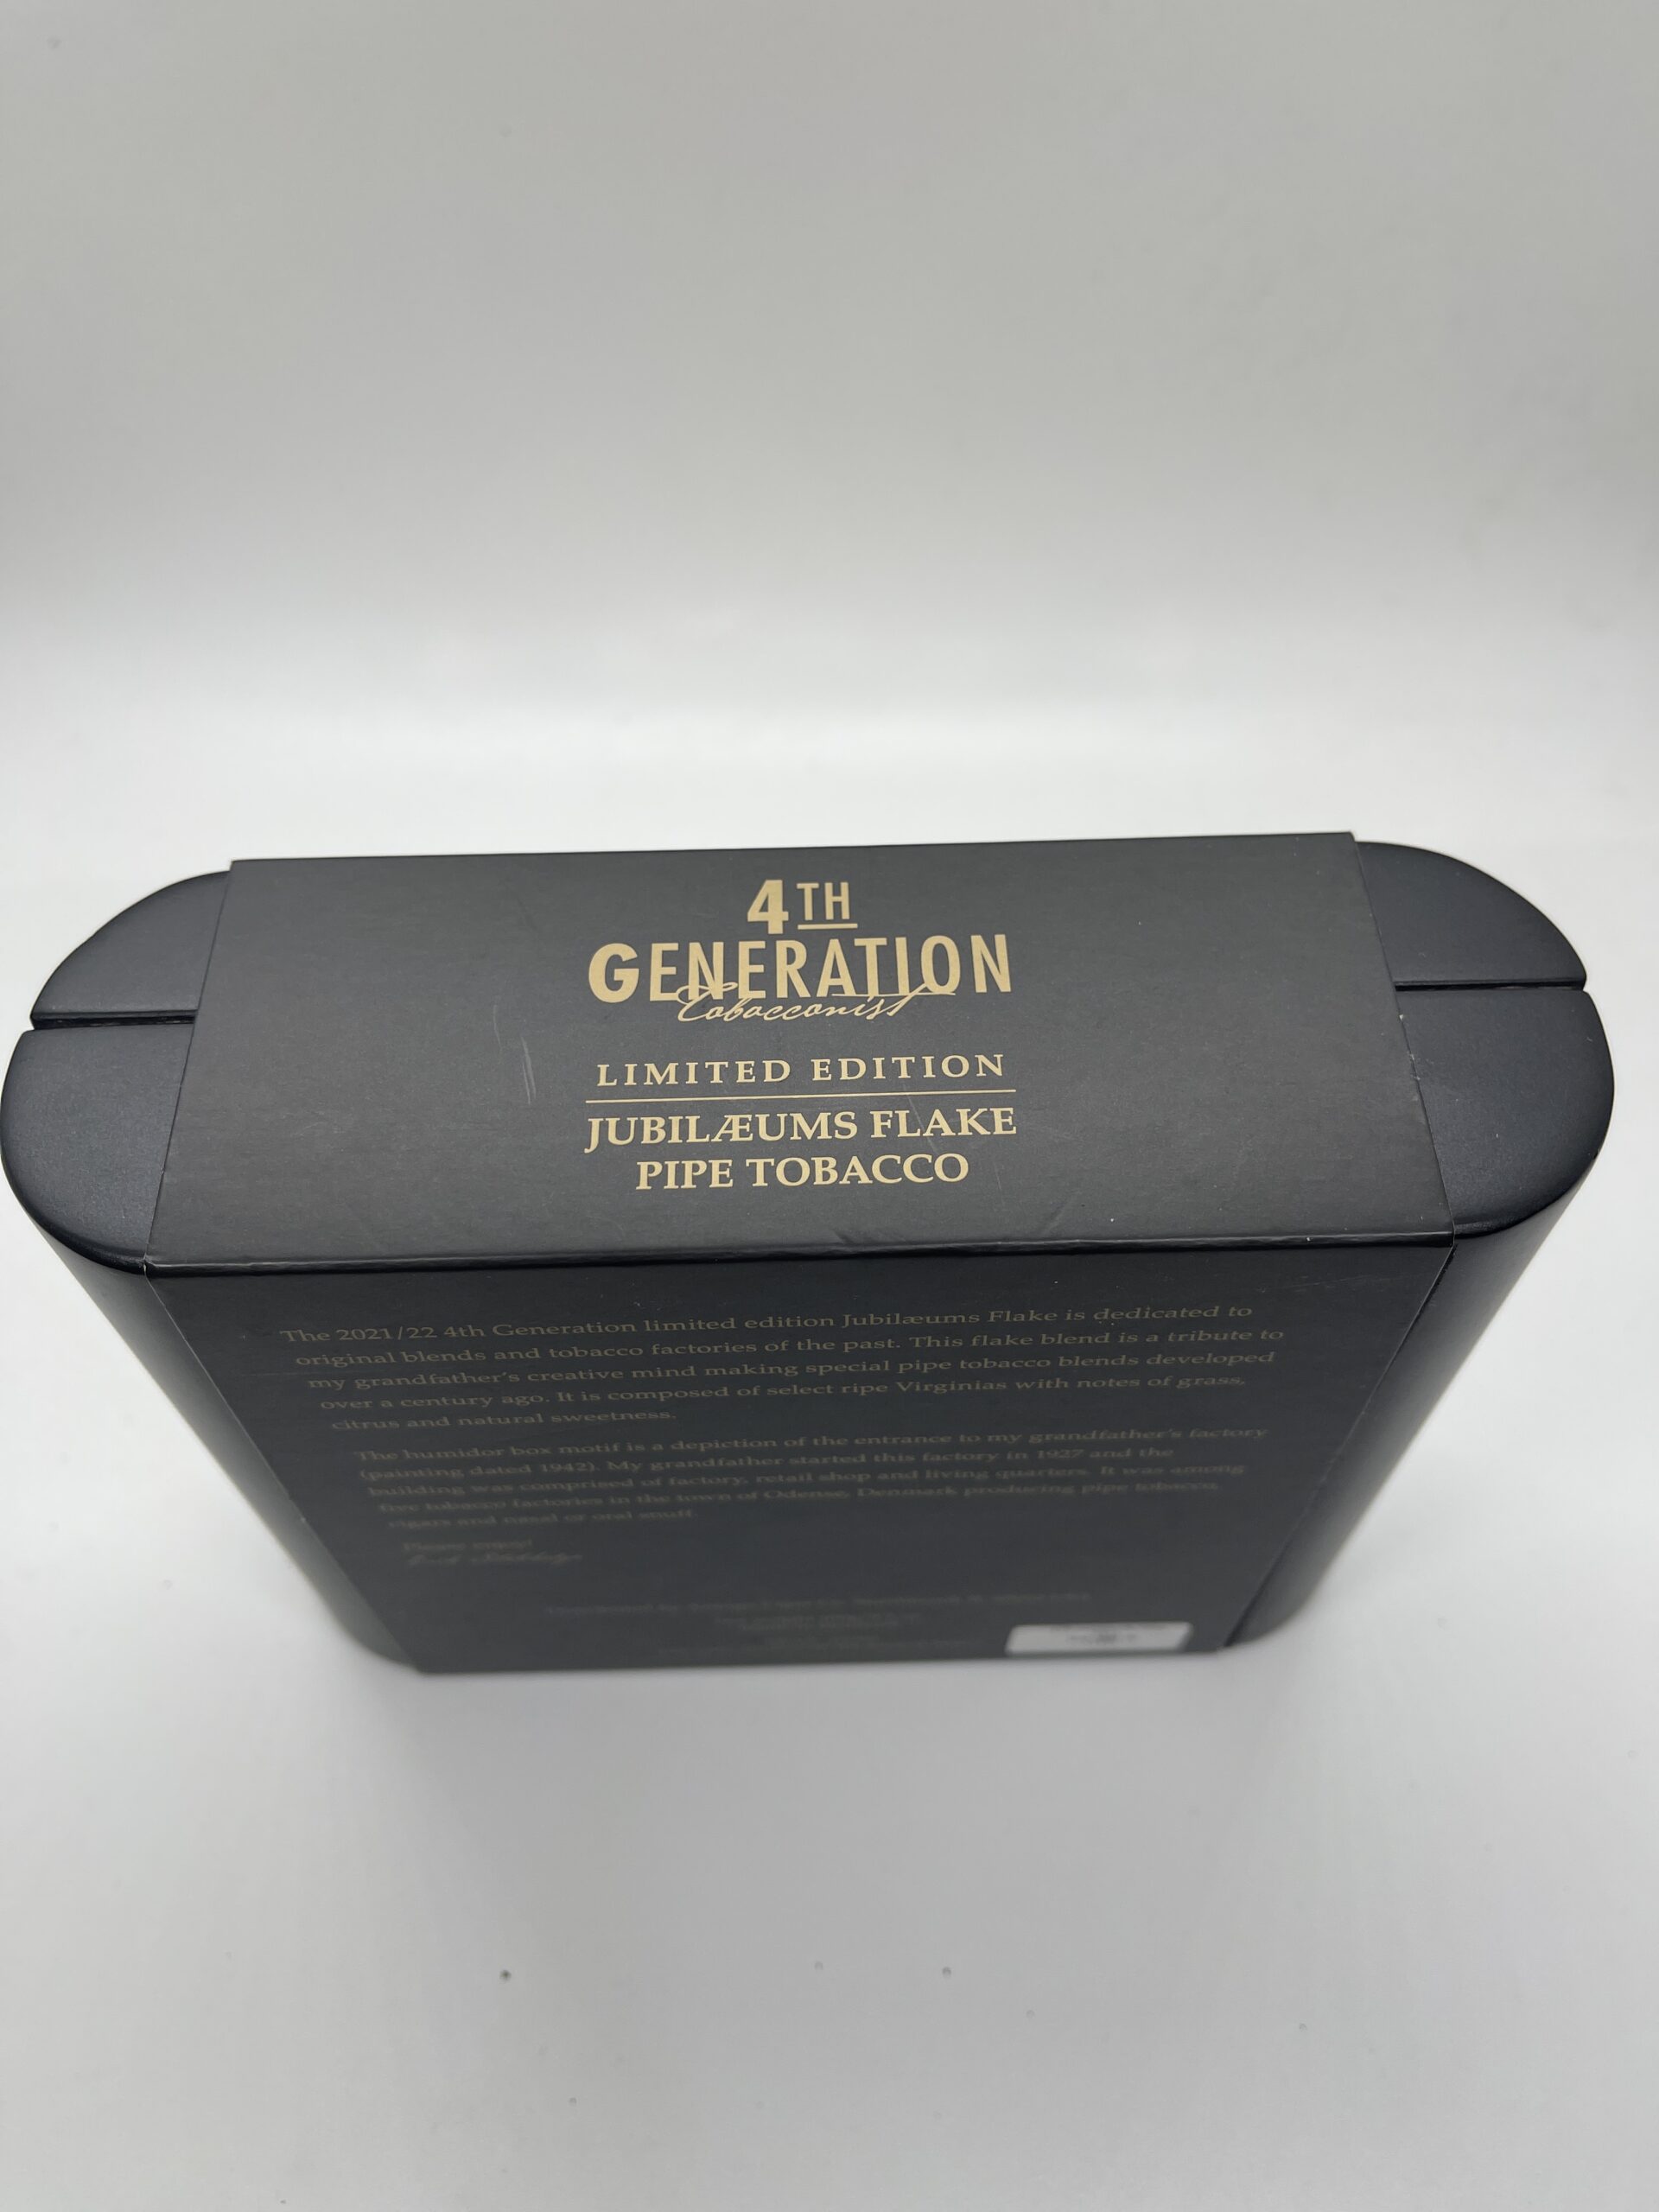 4TH
GENERATION
Tobacconist
LIMITED EDITION
JUBILÆUMS FLAKE
PIPE TOBACCO
The 2021/22 4th Generation limited edition Jubilæums Flake is dedicated to
original blends and tobacco factories of the past. This flake blend is a tribute to
my grandfather's creative mind making special pipe tobacco blends developed
over a century ago. It is composed of select ripe Virginias with notes of grass,
citrus and natural sweetness.
The humidor box motif is a depiction of the entrance to my grandfather's factory
(painting dated 1942). My grandfather started this factory in 1927 and the
building was comprised of factory, retail shop and living quarters. It was among
five tobacco factories in the town of Odense, Denmark producing pipe tobacco,
cigars and nasal or oral snuff.
Please enjoy!